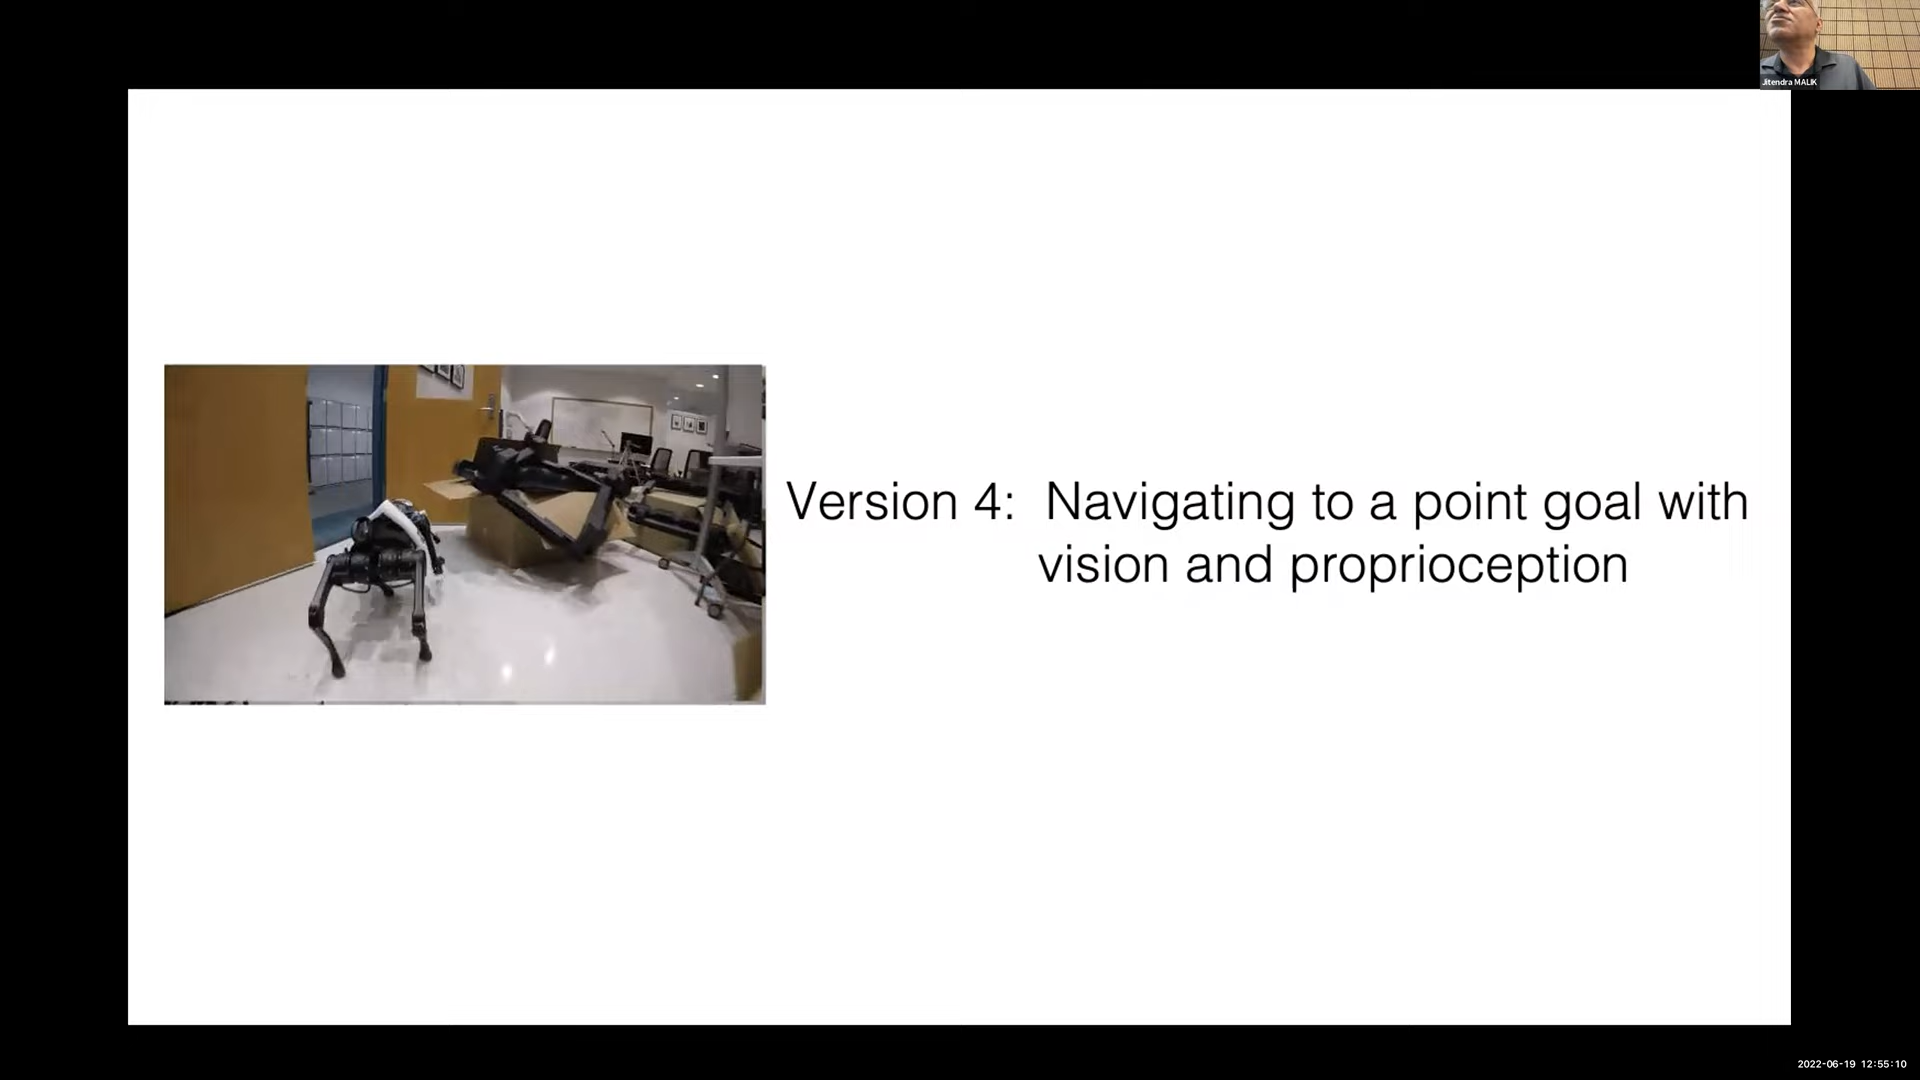 Jitendra MALIK
Version 4: Navigating to a point goal with
vision and proprioception
2022-06-19 12:55:10